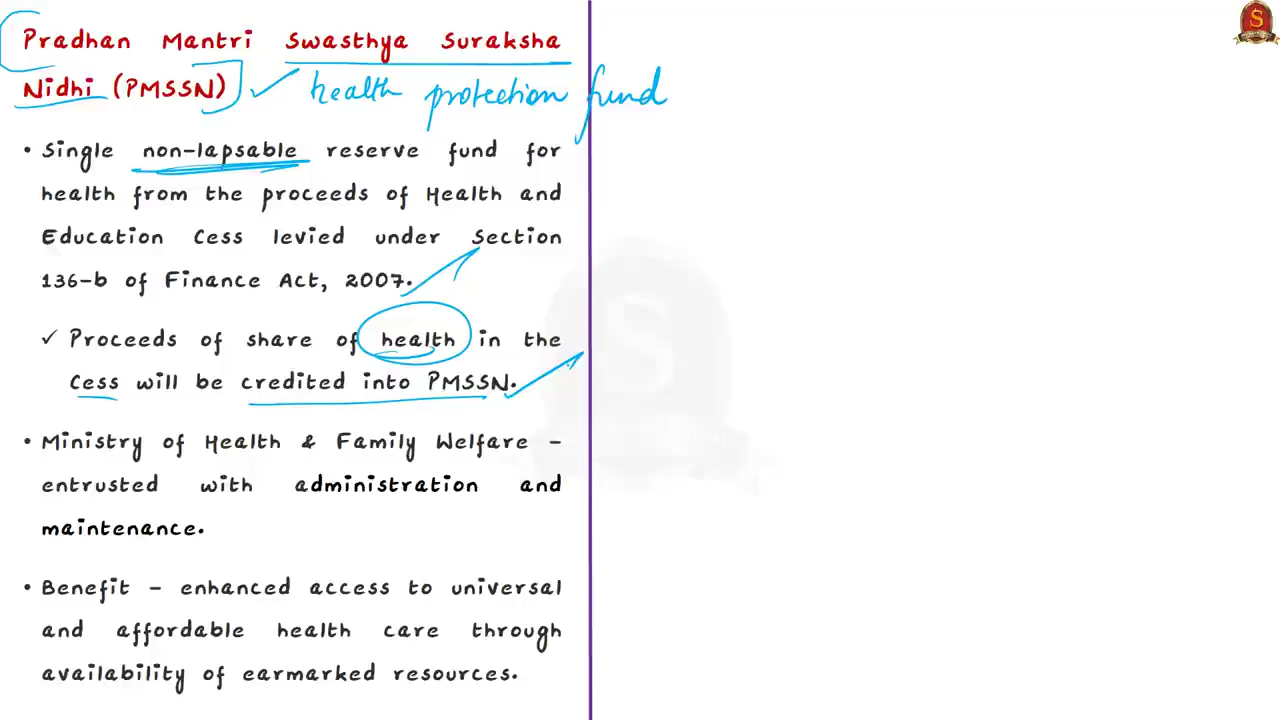 Pradhan Mantri Swasthya Suraksha
Nidhi (PMSSN)
health protection fund
• Single non-lapsable reserve fund for
health from the proceeds of Health and
Education Cess levied under Section
136-b of Finance Act, 2007.
✓ Proceeds of share of health in the
Cess will be credited into PMSSN.
• Ministry of Health & Family Welfare -
entrusted with administration and
maintenance.
• Benefit - enhanced access to universal
and affordable health care through
availability of earmarked resources.
S